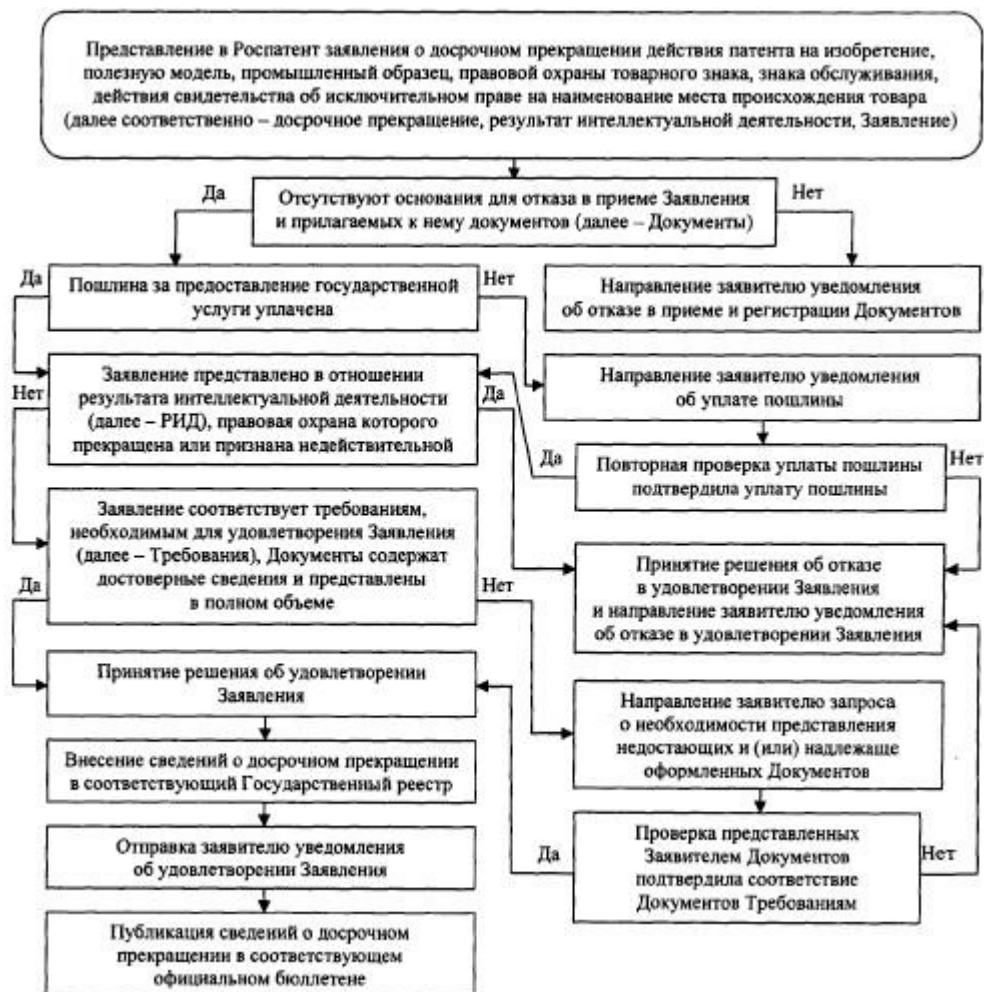 Представление в Роспатент заявления о досрочном прекращении действия патента на изобретение,
полезную модель, промышленный образец, правовой охраны товарного знака, знака обслуживания,
действия свидетельства об исключительном праве на наименование места происхождения товара
(далее соответственно – досрочное прекращение, результат интеллектуальной деятельности, Заявление)
Да
Отсутствуют основания для отказа в приеме Заявления
и прилагаемых к нему документов (далее – Документы)
Нет
Да
Пошлина за предоставление государственной
услуги уплачена
Нет
Направление заявителю уведомления
об отказе в приеме и регистрации Документов
Нет
Заявление представлено в отношении
результата интеллектуальной деятельности
(далее – РИД), правовая охрана которого
прекращена или признана недействительной
Да
Направление заявителю уведомления
об уплате пошлины
Да
Повторная проверка уплаты пошлины
подтвердила уплату пошлины
Нет
Да
Заявление соответствует требованиям,
необходимым для удовлетворения Заявления
(далее – Требования), Документы содержат
достоверные сведения и представлены
в полном объеме
Нет
Принятие решения об отказе
в удовлетворении Заявления
и направление заявителю уведомления
об отказе в удовлетворении Заявления
Принятие решения об удовлетворении
Заявления
Направление заявителю запроса
о необходимости представления
недостающих и (или) надлежаще
оформленных Документов
Внесение сведений о досрочном прекращении
в соответствующий Государственный реестр
Отправка заявителю уведомления
об удовлетворении Заявления
Да
Проверка представленных
Заявителем Документов
подтвердила соответствие
Документов Требованиям
Нет
Публикация сведений о досрочном
прекращении в соответствующем
официальном бюллетене